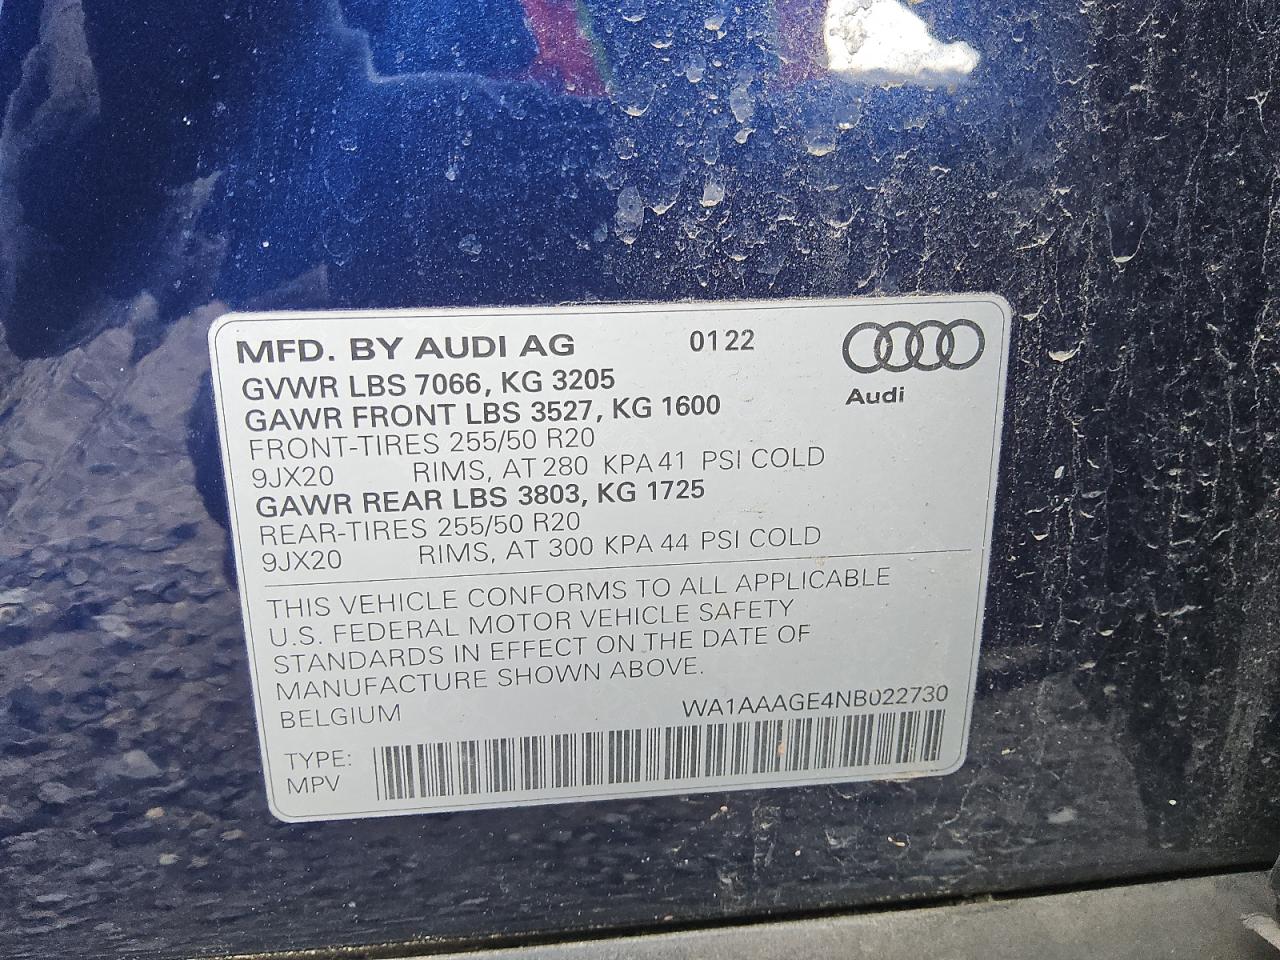 MFD. BY AUDI AG 0122
Audi
GVWR LBS 7066, KG 3205
GAWR FRONT LBS 3527, KG 1600
FRONT-TIRES 255/50 R20
9JX20 RIMS, AT 280 KPA 41 PSI COLD
GAWR REAR LBS 3803, KG 1725
REAR-TIRES 255/50 R20
9JX20 RIMS, AT 300 KPA 44 PSI COLD
THIS VEHICLE CONFORMS TO ALL APPLICABLE
U.S. FEDERAL MOTOR VEHICLE SAFETY
STANDARDS IN EFFECT ON THE DATE OF
MANUFACTURE SHOWN ABOVE.
BELGIUM WA1AAAGE4NB022730
TYPE:
MPV